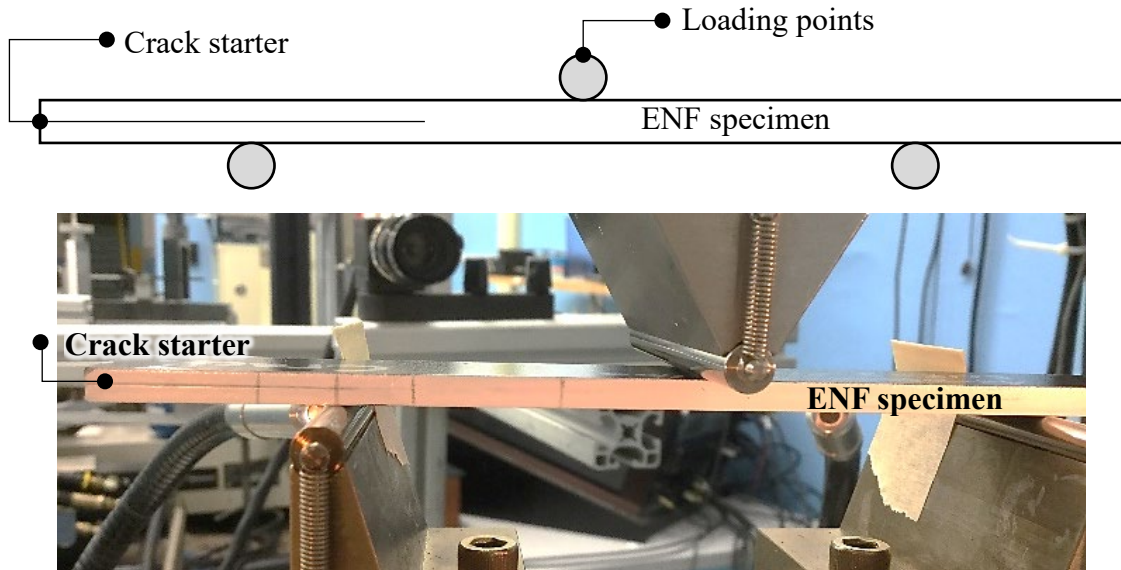 Loading points
Crack starter
ENF specimen
Crack starter
ENF specimen